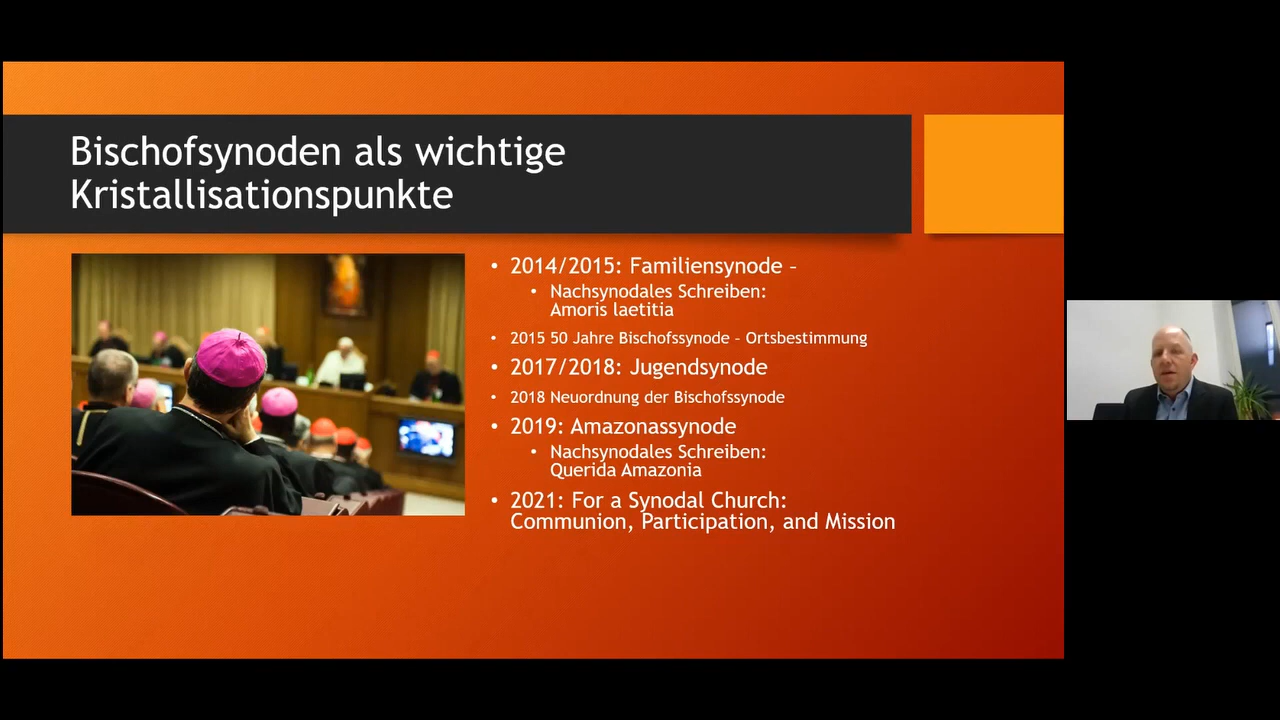 Bischofsynoden als wichtige
Kristallisationspunkte
• 2014/2015: Familiensynode –
• Nachsynodales Schreiben:
Amoris laetitia
• 2015 50 Jahre Bischofssynode – Ortsbestimmung
• 2017/2018: Jugendsynode
• 2018 Neuordnung der Bischofssynode
• 2019: Amazonassynode
• Nachsynodales Schreiben:
Querida Amazonia
• 2021: For a Synodal Church:
Communion, Participation, and Mission